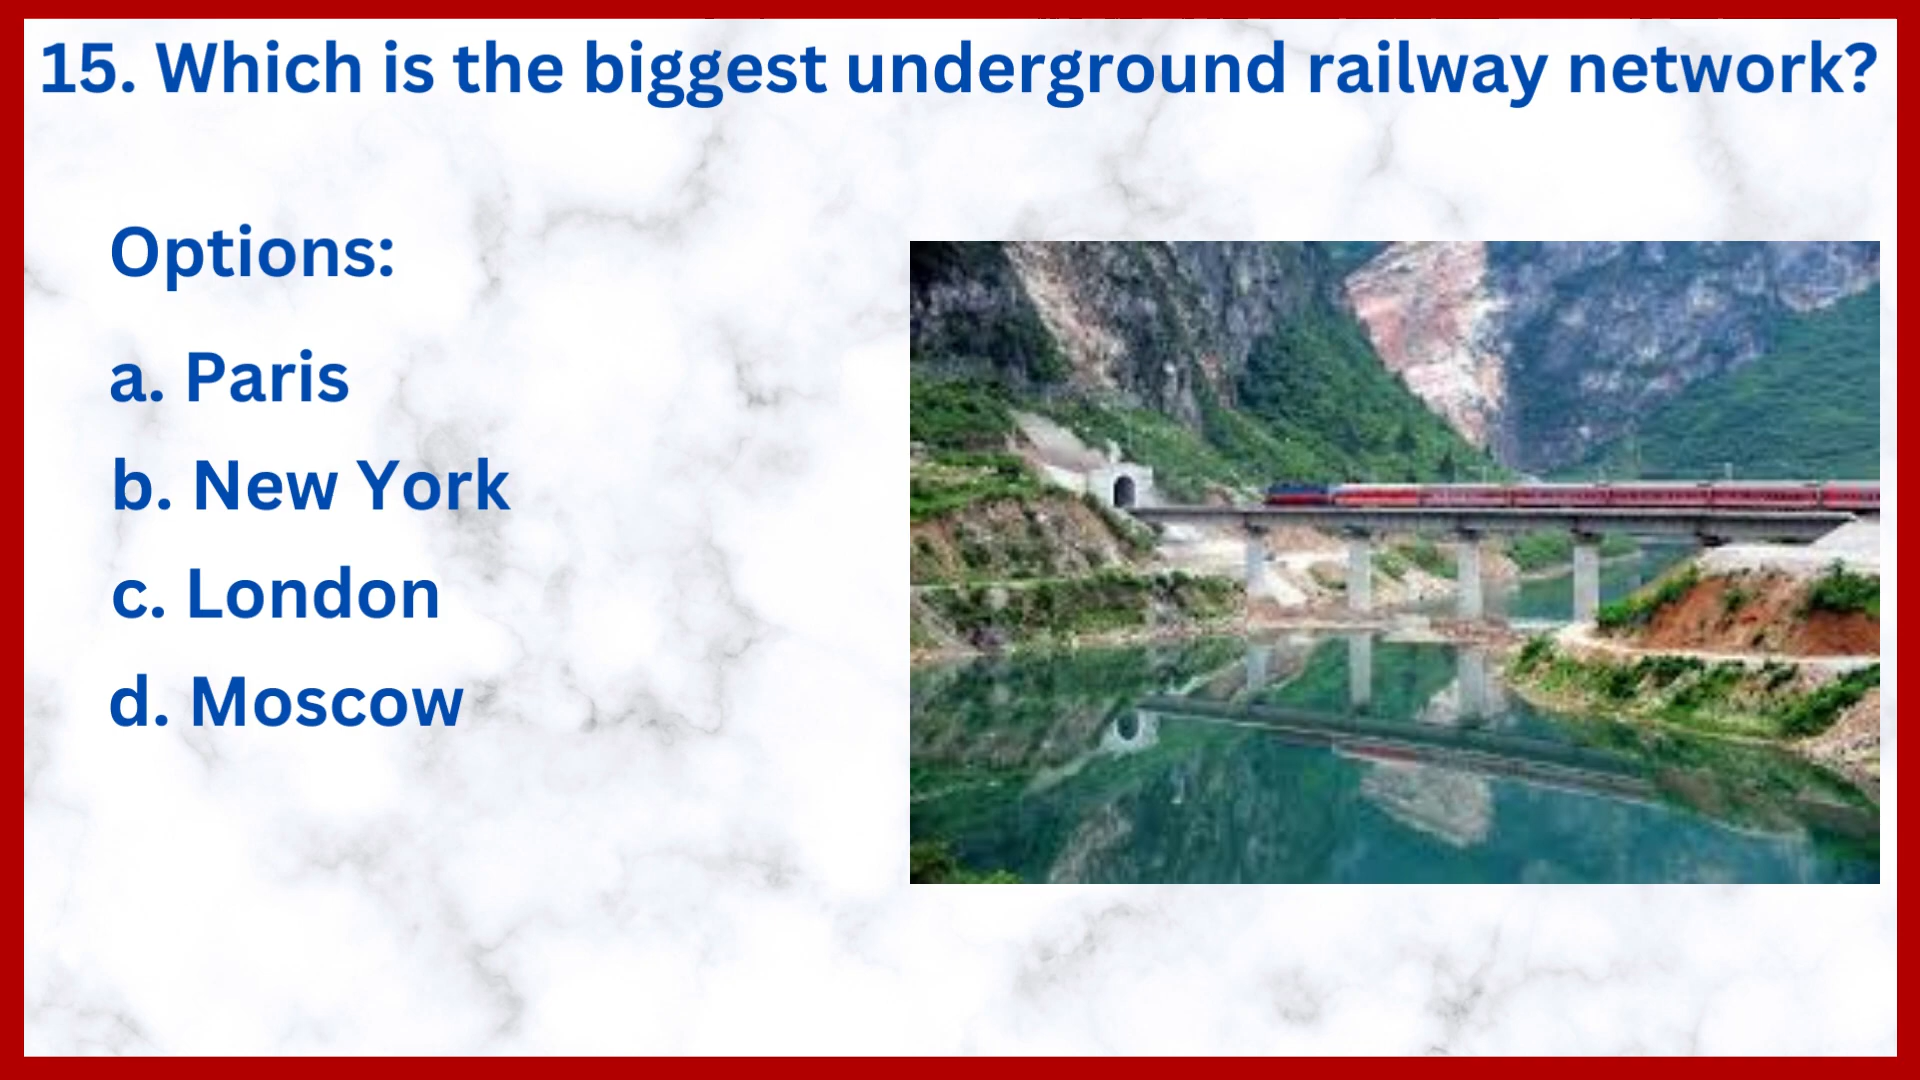 15. Which is the biggest underground railway network?
Options:
a. Paris
b. New York
c. London
d. Moscow